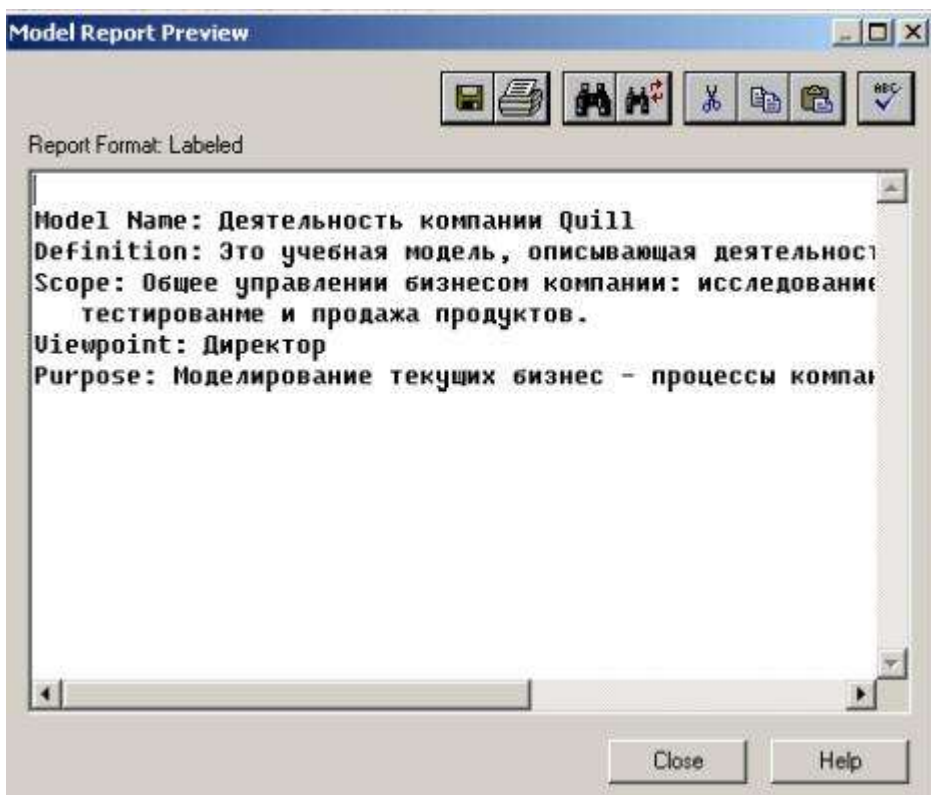 Model Report Preview
ABC
Report Format: Labeled
Model Name: Деятельность компании Quill
Definition: Это учебная модель, описывающая деятельност
Scope: Общее управлении бизнесом компании: исследование
тестированме и продажа продуктов.
Viewpoint: Директор
Purpose: Моделирование текущих бизнес - процессы компан
Close Help